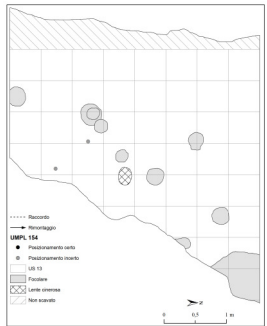 Raccordo
Rimontaggio
UMPL 154
Posizionamento certo
Posizionamento incerto
US 13
Focolare
Lente cinerosa
Non scavato
z
0 0,5 1 m